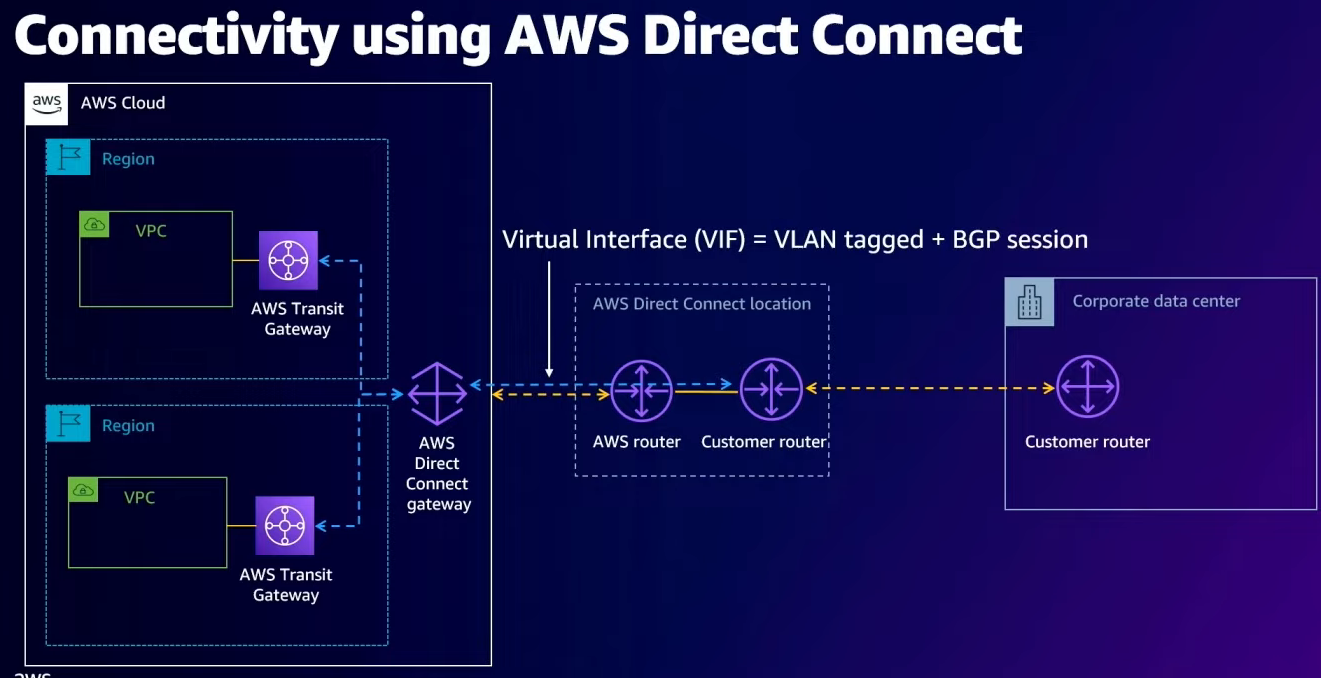 Connectivity using AWS Direct Connect
aws
AWS Cloud
Region
VPC
AWS Transit
Gateway
Virtual Interface (VIF) = VLAN tagged + BGP session
AWS Direct Connect location
Corporate data center
AWS router
Customer router
Customer router
AWS
Direct
Connect
gateway
Region
VPC
AWS Transit
Gateway
aws